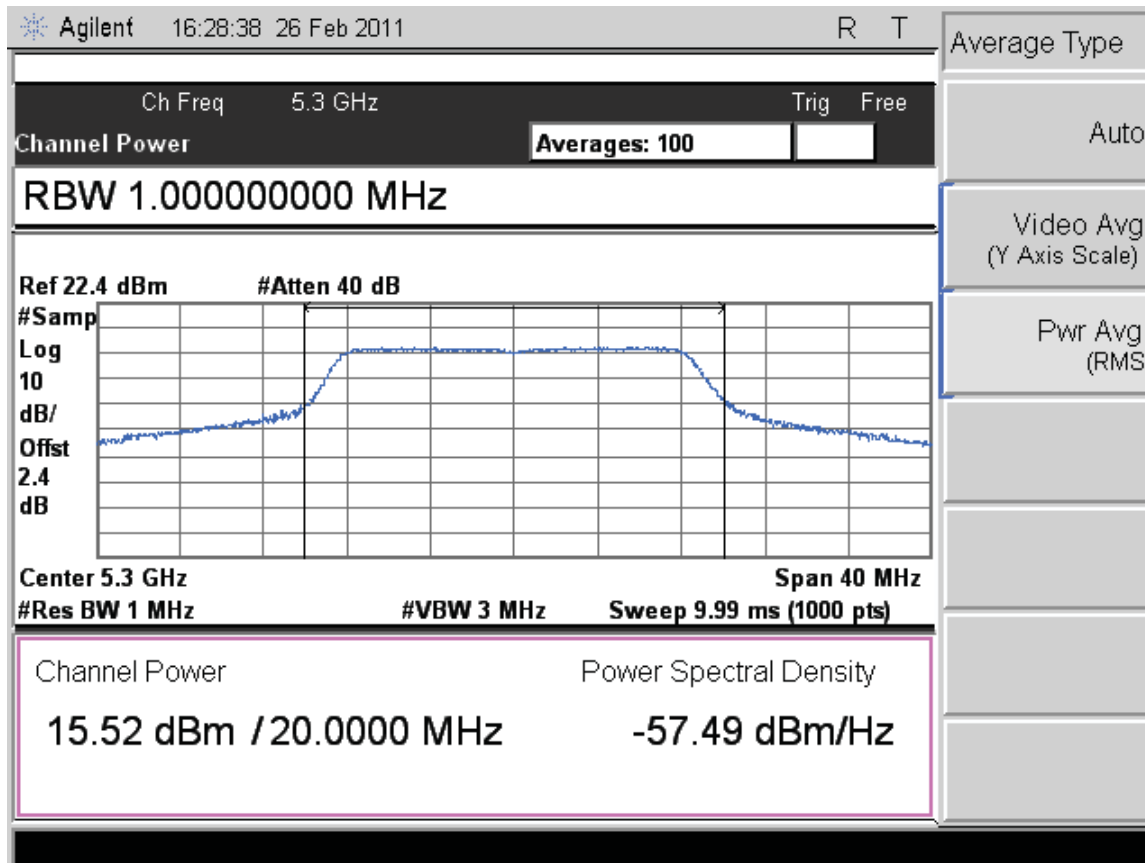 Agilent 16:28:38 26 Feb 2011 R T
Average Type
Ch Freq 5.3 GHz Trig Free
Channel Power Averages: 100
Auto
RBW 1.000000000 MHz
Video Avg
(Y Axis Scale)
Ref 22.4 dBm #Atten 40 dB
#Samp
Log
10
dB/
Offst
2.4
dB
Pwr Avg
(RMS
Center 5.3 GHz Span 40 MHz
#Res BW 1 MHz #VBW 3 MHz Sweep 9.99 ms (1000 pts)
Channel Power Power Spectral Density
15.52 dBm / 20.0000 MHz -57.49 dBm/Hz